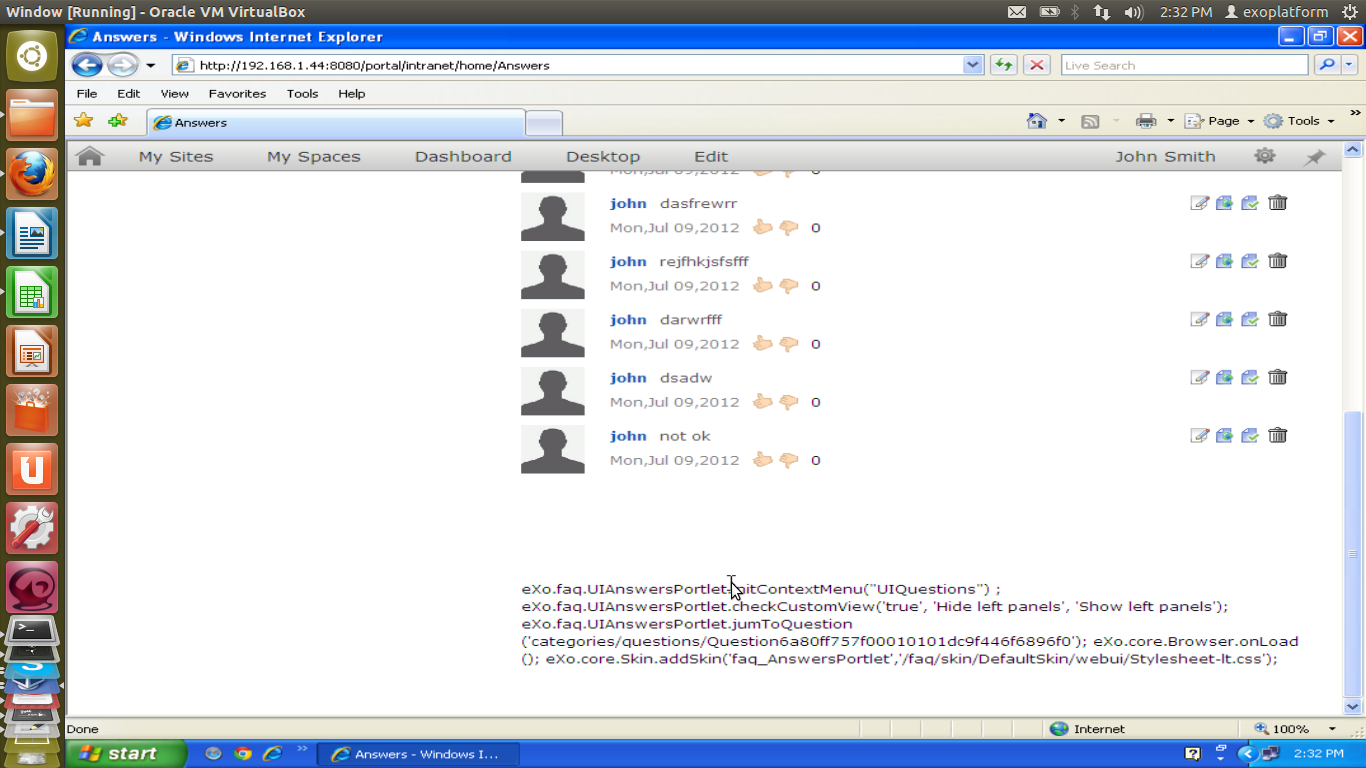 Window [Running] - Oracle VM VirtualBox
2:32 PM exoplatform
Answers - Windows Internet Explorer
http://192.168.1.44:8080/portal/intranet/home/Answers
Live Search
File Edit View Favorites Tools Help
Answers
Page Tools
My Sites My Spaces Dashboard Desktop Edit John Smith
Mon,Jul 09,2012 0
john dasfrewrr
Mon,Jul 09,2012 0
john rejfhkjsfsfff
Mon,Jul 09,2012 0
john darwrfff
Mon,Jul 09,2012 0
john dsadw
Mon,Jul 09,2012 0
john not ok
Mon,Jul 09,2012 0
eXo.faq.UIAnswersPortlet.initContextMenu("UIQuestions") ;
eXo.faq.UIAnswersPortlet.checkCustomView('true', 'Hide left panels', 'Show left panels');
eXo.faq.UIAnswersPortlet.jumToQuestion
('categories/questions/Question6a80ff757f00010101dc9f446f6896f0'); eXo.core.Browser.onLoad
(); eXo.core.Skin.addSkin('faq_AnswersPortlet','/faq/skin/DefaultSkin/webui/Stylesheet-lt.css');
Done Internet 100%
start Answers - Windows I... 2:32 PM